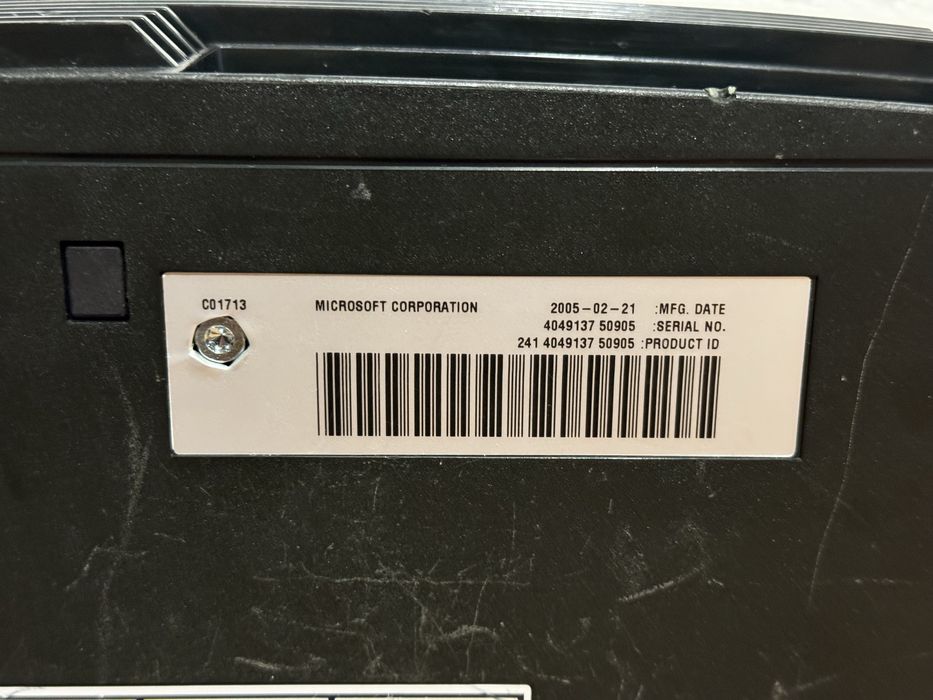 C01713
MICROSOFT CORPORATION
2005-02-21 :MFG. DATE
4049137 50905 :SERIAL NO.
241 4049137 50905 :PRODUCT ID